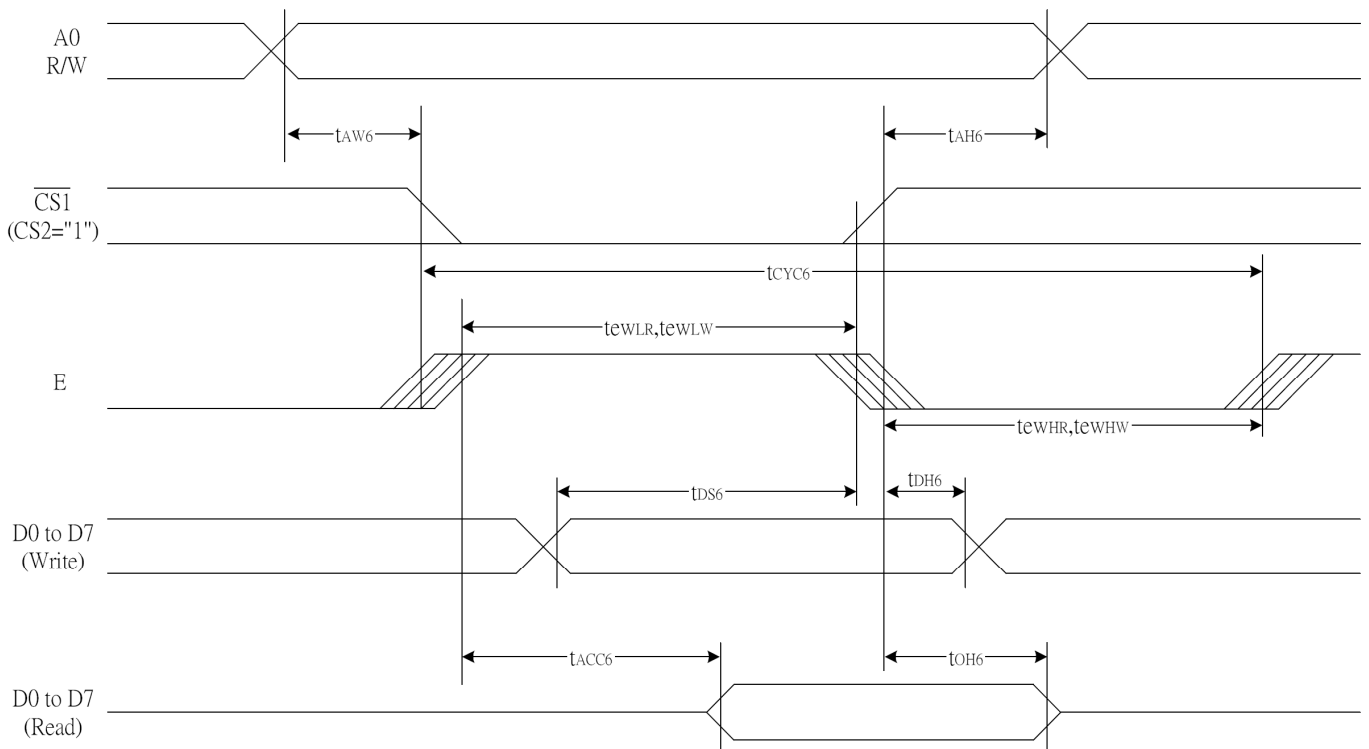 A0
R/W
tAW6
tAH6
CS1
(CS2="1")
tCYC6
tewLR,tewLW
E
tewHR,tewHW
tDS6
tDH6
D0 to D7
(Write)
tACC6
tOH6
D0 to D7
(Read)